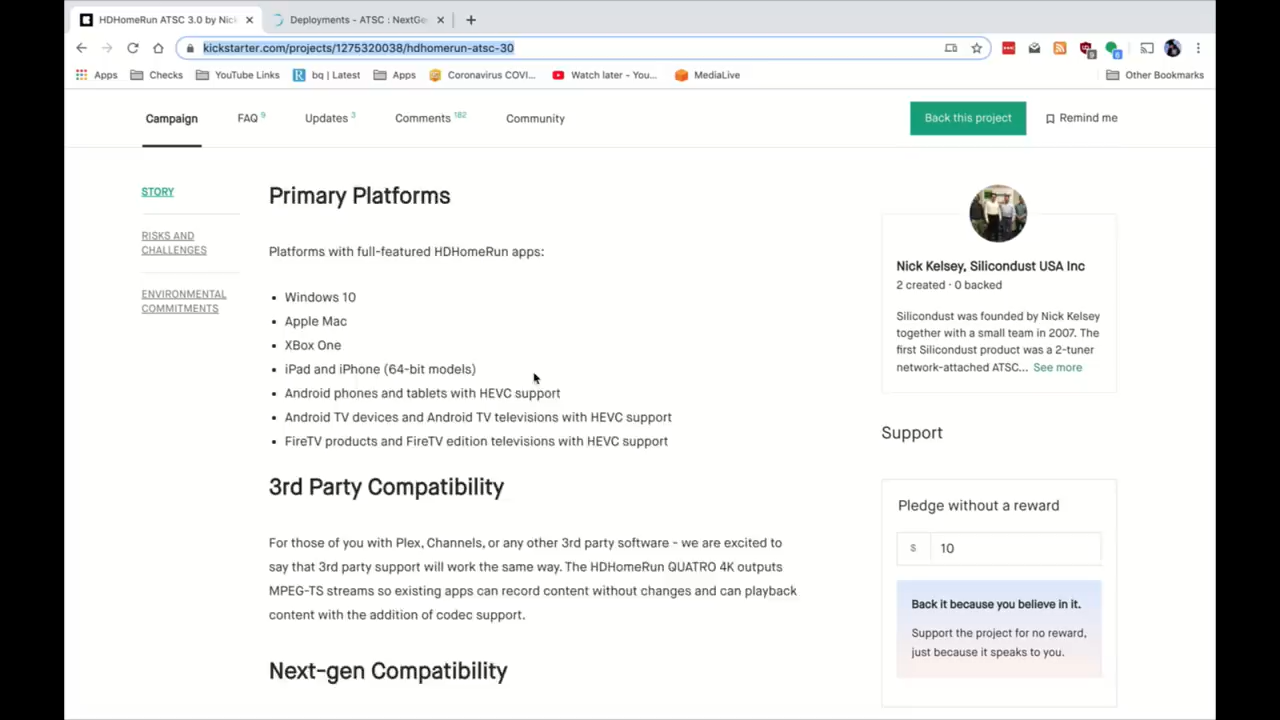 HDHomeRun ATSC 3.0 by Nick
Deployments - ATSC : NextGe
kickstarter.com/projects/1275320038/hdhomerun-atsc-30
Apps
Checks
YouTube Links
bq | Latest
Apps
Coronavirus COVI...
Watch later - You...
MediaLive
Other Bookmarks
Campaign
FAQ 9
Updates 3
Comments 182
Community
Back this project
Remind me
STORY
RISKS AND
CHALLENGES
ENVIRONMENTAL
COMMITMENTS
Primary Platforms
Platforms with full-featured HDHomeRun apps:
▪ Windows 10
▪ Apple Mac
▪ XBox One
▪ iPad and iPhone (64-bit models)
▪ Android phones and tablets with HEVC support
▪ Android TV devices and Android TV televisions with HEVC support
▪ FireTV products and FireTV edition televisions with HEVC support
3rd Party Compatibility
For those of you with Plex, Channels, or any other 3rd party software - we are excited to
say that 3rd party support will work the same way. The HDHomeRun QUATRO 4K outputs
MPEG-TS streams so existing apps can record content without changes and can playback
content with the addition of codec support.
Next-gen Compatibility
Nick Kelsey, Silicondust USA Inc
2 created · 0 backed
Silicondust was founded by Nick Kelsey
together with a small team in 2007. The
first Silicondust product was a 2-tuner
network-attached ATSC... See more
Support
Pledge without a reward
$ 10
Back it because you believe in it.
Support the project for no reward,
just because it speaks to you.